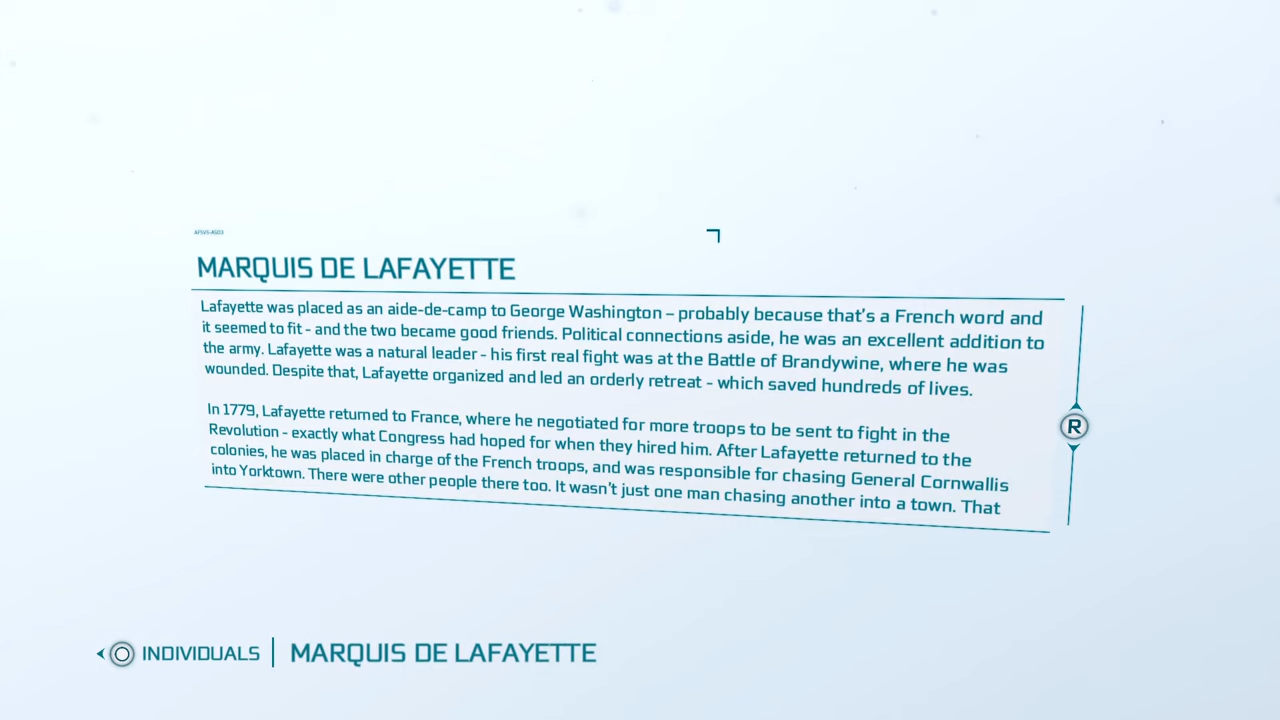 MARQUIS DE LAFAYETTE
Lafayette was placed as an aide-de-camp to George Washington – probably because that's a French word and
it seemed to fit - and the two became good friends. Political connections aside, he was an excellent addition to
the army. Lafayette was a natural leader - his first real fight was at the Battle of Brandywine, where he was
wounded. Despite that, Lafayette organized and led an orderly retreat - which saved hundreds of lives.
In 1779, Lafayette returned to France, where he negotiated for more troops to be sent to fight in the
Revolution - exactly what Congress had hoped for when they hired him. After Lafayette returned to the
colonies, he was placed in charge of the French troops, and was responsible for chasing General Cornwallis
into Yorktown. There were other people there too. It wasn't just one man chasing another into a town. That
R
INDIVIDUALS | MARQUIS DE LAFAYETTE